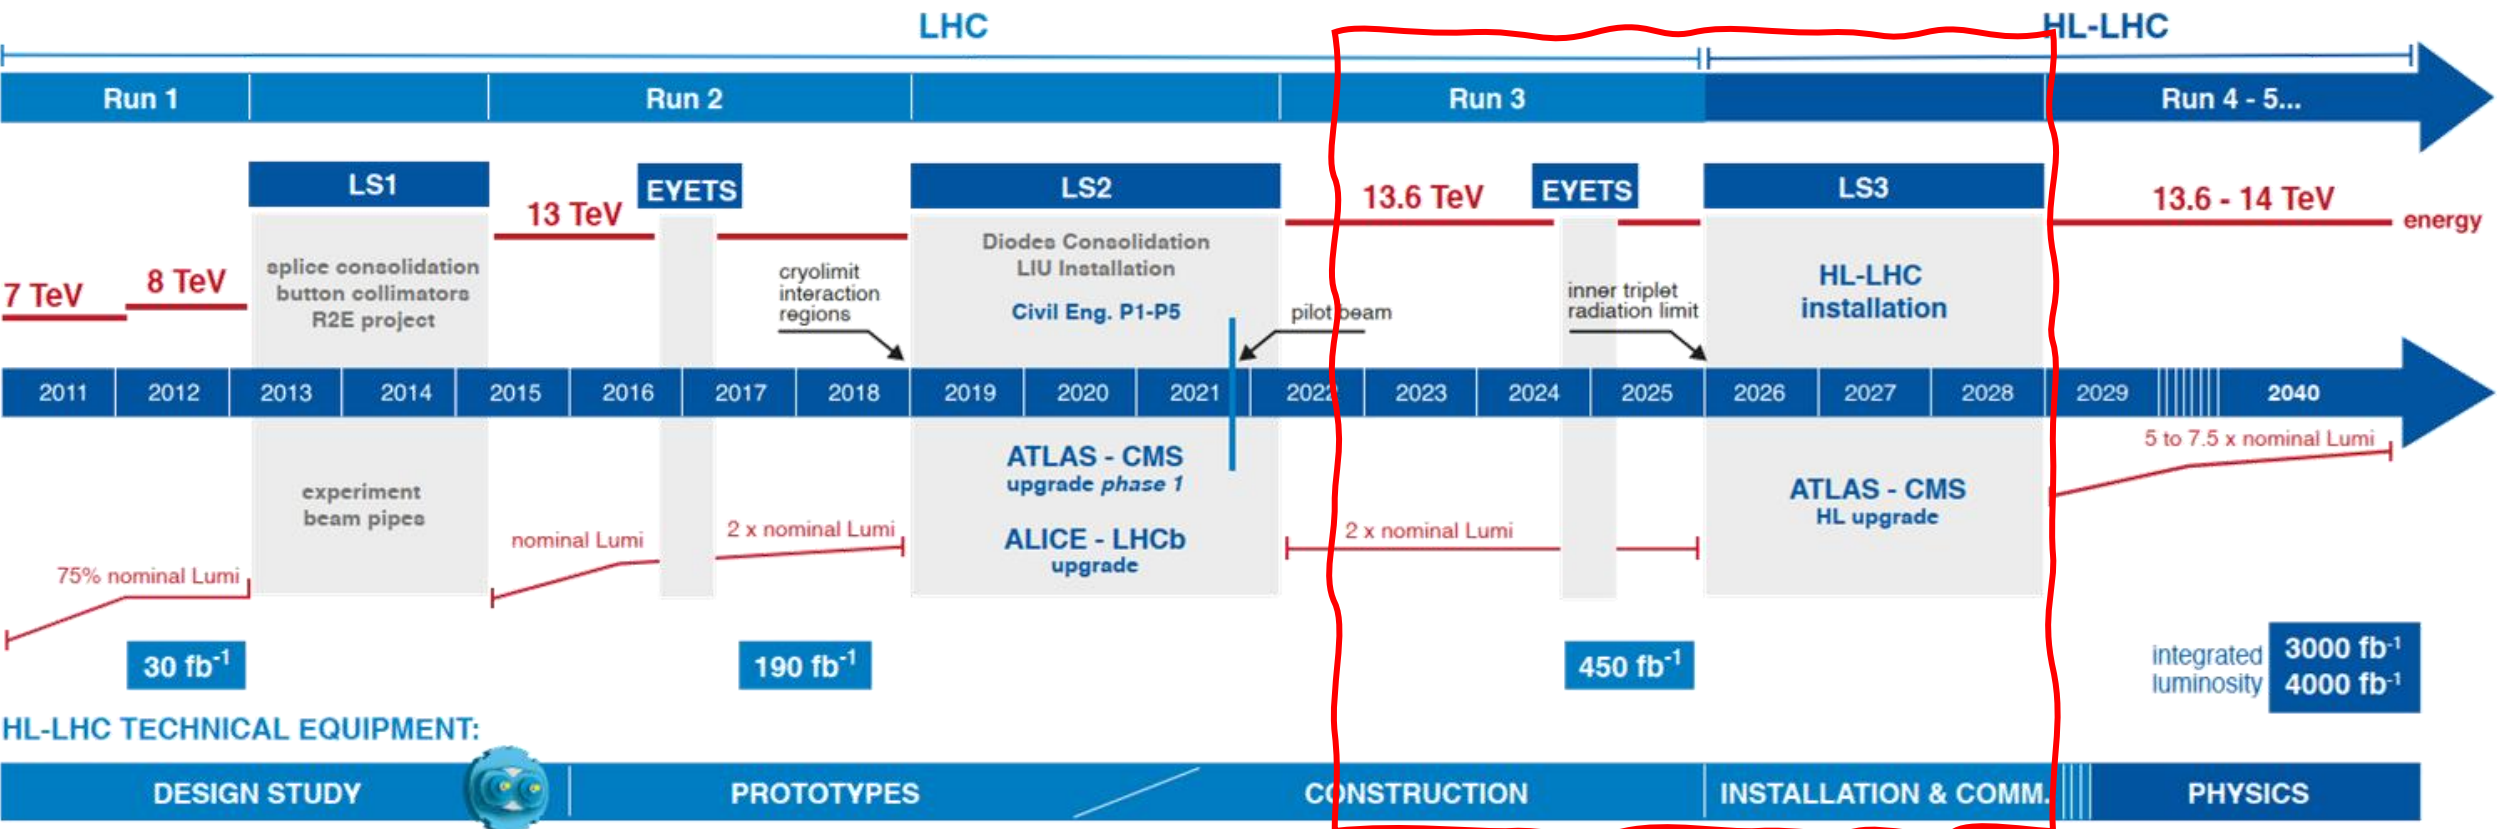 LHC
HL-LHC
Run 1
Run 2
Run 3
Run 4 - 5...
LS1
EYETS
LS2
EYETS
LS3
13 TeV
13.6 TeV
13.6 - 14 TeV
energy
7 TeV
8 TeV
splice consolidation
button collimators
R2E project
cryolimit
interaction
regions
Diodes Consolidation
LIU Installation
Civil Eng. P1-P5
pilot beam
inner triplet
radiation limit
HL-LHC
installation
2011
2012
2013
2014
2015
2016
2017
2018
2019
2020
2021
2022
2023
2024
2025
2026
2027
2028
2029
2040
experiment
beam pipes
ATLAS - CMS
upgrade phase 1
ALICE - LHCb
upgrade
ATLAS - CMS
HL upgrade
5 to 7.5 x nominal Lumi
75% nominal Lumi
nominal Lumi
2 x nominal Lumi
2 x nominal Lumi
30 fb-1
190 fb-1
450 fb-1
integrated
luminosity
3000 fb-1
4000 fb-1
HL-LHC TECHNICAL EQUIPMENT:
DESIGN STUDY
PROTOTYPES
CONSTRUCTION
INSTALLATION & COMM.
PHYSICS